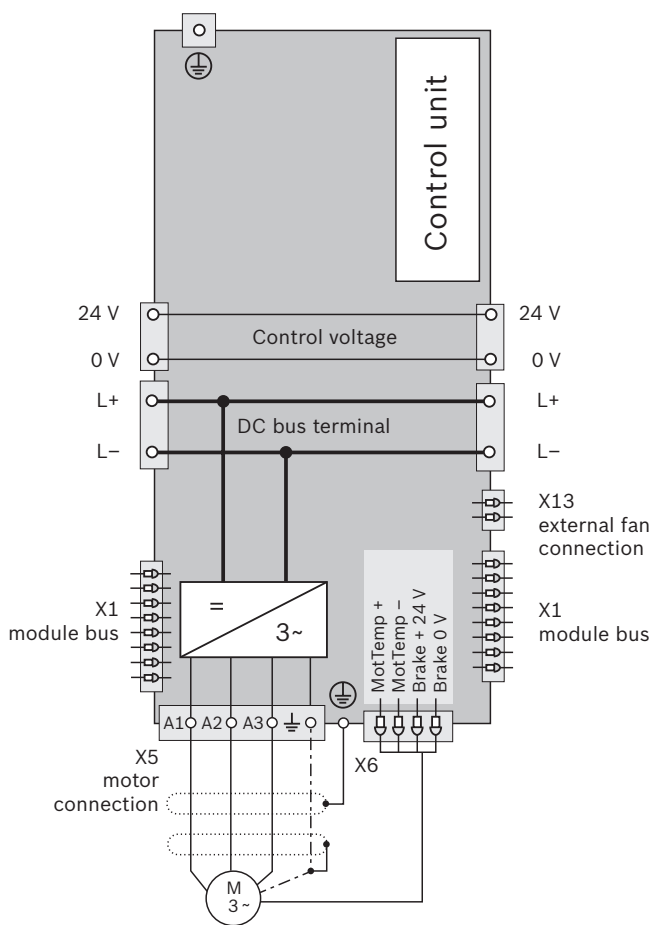 Control unit
24 V
24 V
Control voltage
0 V
0 V
L+
L+
DC bus terminal
L–
L–
X13
external fan
connection
X1
module bus
X1
module bus
=
3~
MotTemp +
MotTemp –
Brake + 24 V
Brake 0 V
A1
A2
A3
X5
motor
connection
X6
M
3~